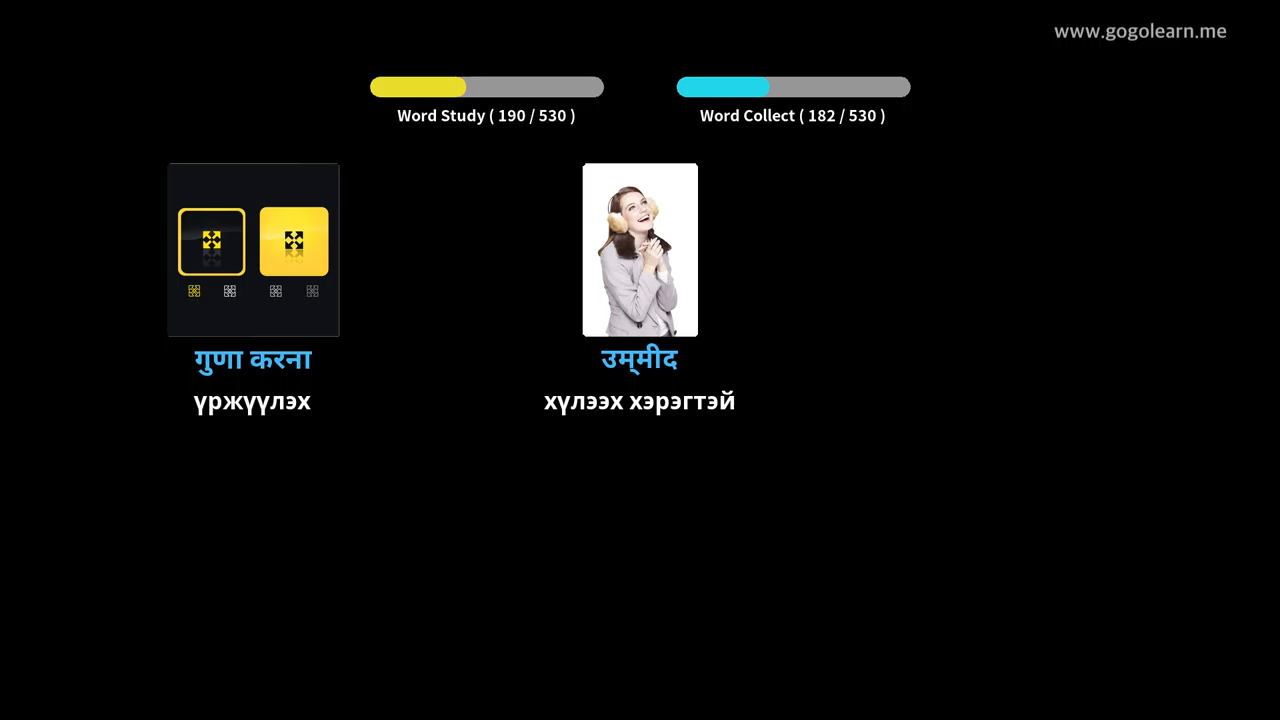 www.gogolearn.me
Word Study ( 190 / 530 )
Word Collect ( 182 / 530 )
गुणा करना
उम्मीद
үржүүлэх
хүлээх хэрэгтэй